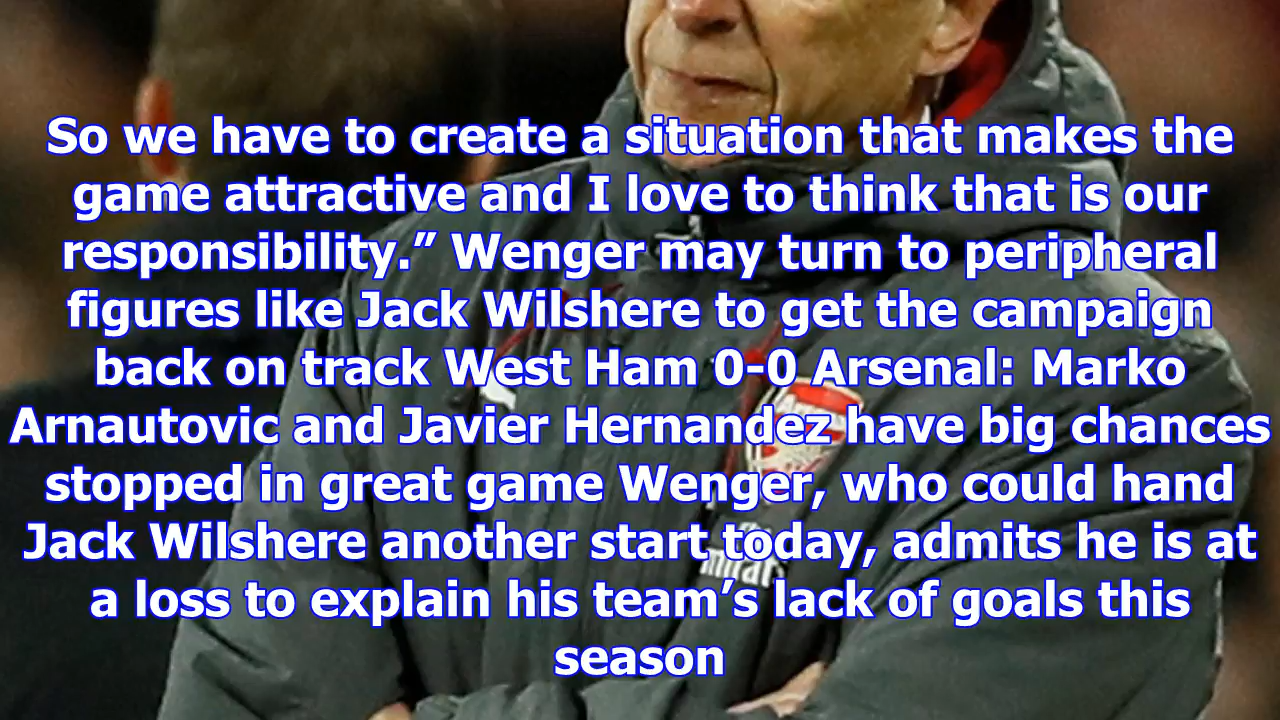 So we have to create a situation that makes the
game attractive and I love to think that is our
responsibility.” Wenger may turn to peripheral
figures like Jack Wilshere to get the campaign
back on track West Ham 0-0 Arsenal: Marko
Arnautovic and Javier Hernandez have big chances
stopped in great game Wenger, who could hand
Jack Wilshere another start today, admits he is at
a loss to explain his team’s lack of goals this
season